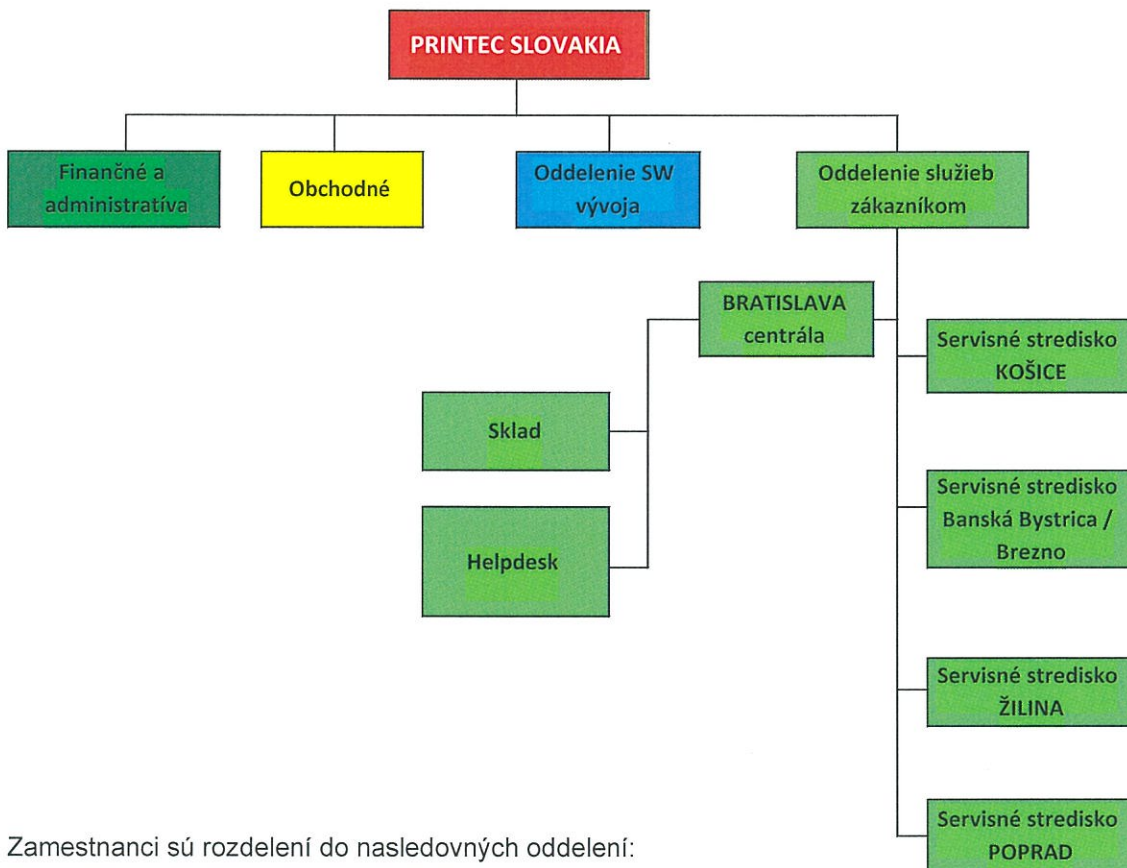 PRINTEC SLOVAKIA
Finančné a
administratíva
Obchodné
Oddelenie SW
vývoja
Oddelenie služieb
zákazníkom
BRATISLAVA
centrála
Servisné stredisko
KOŠICE
Sklad
Servisné stredisko
Banská Bystrica /
Brezno
Helpdesk
Servisné stredisko
ŽILINA
Servisné stredisko
POPRAD
Zamestnanci sú rozdelení do nasledovných oddelení: